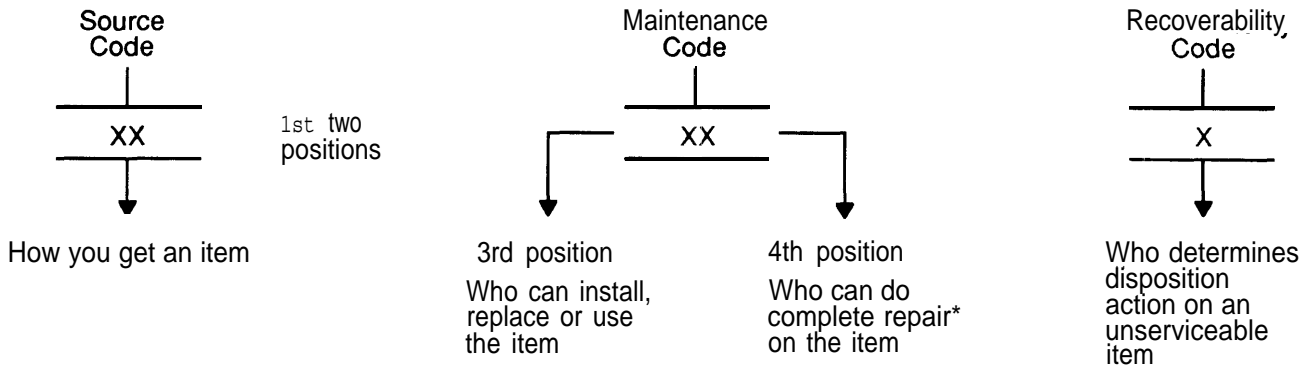 Source
Code
XX
1st two
positions
How you get an item
Maintenance
Code
XX
3rd position
Who can install,
replace or use
the item
4th position
Who can do
complete repair*
on the item
Recoverability
Code
X
Who determines
disposition
action on an
unserviceable
item